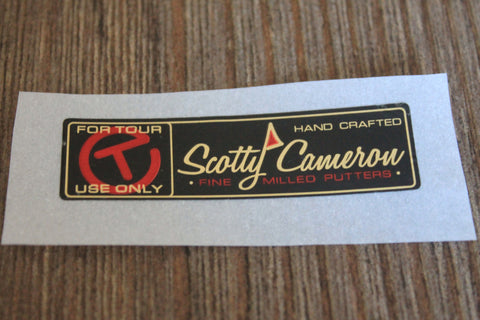 FOR TOUR
T
USE ONLY
HAND CRAFTED
Scotty Cameron
• FINE MILLED PUTTERS •